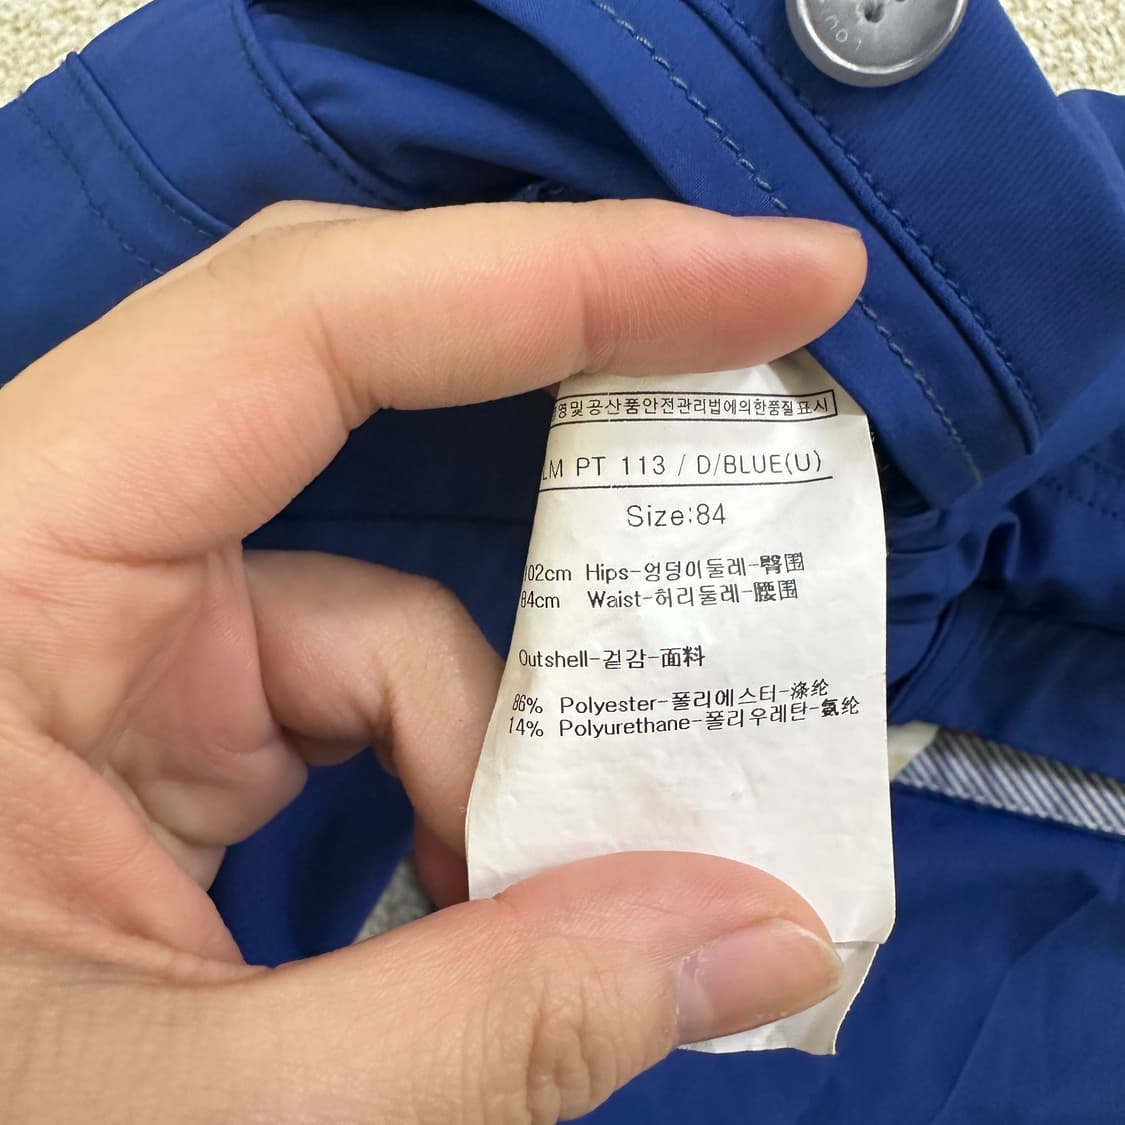 및공산품안전관리법에의한품질표시
LM PT 113 / D/BLUE(U)
Size:84
102cm Hips-엉덩이둘레-臀围
84cm Waist-허리둘레-腰围
Outshell-겉감-面料
86% Polyester-폴리에스터-涤纶
14% Polyurethane-폴리우레탄-氨纶